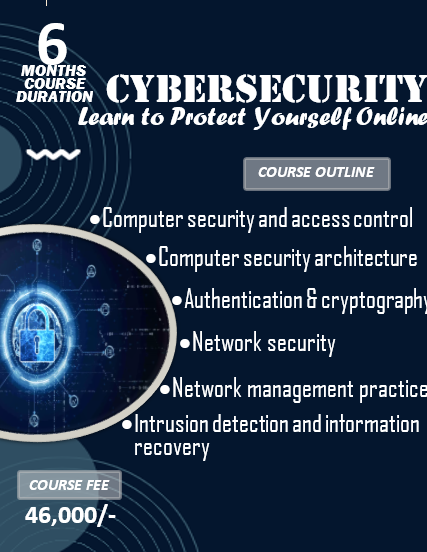 6
MONTHS
COURSE
DURATION
CYBERSECURITY
Learn to Protect Yourself Online
COURSE OUTLINE
•Computer security and access control
•Computer security architecture
•Authentication & cryptography
•Network security
•Network management practice
•Intrusion detection and information
recovery
COURSE FEE
46,000/-